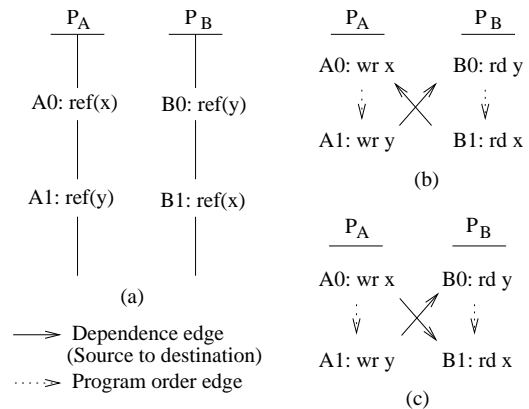 P_A P_B
A0: ref(x) B0: ref(y)
A1: ref(y) B1: ref(x)
(a)
Dependence edge
(Source to destination)
Program order edge
P_A P_B
A0: wr x B0: rd y
A1: wr y B1: rd x
(b)
P_A P_B
A0: wr x B0: rd y
A1: wr y B1: rd x
(c)